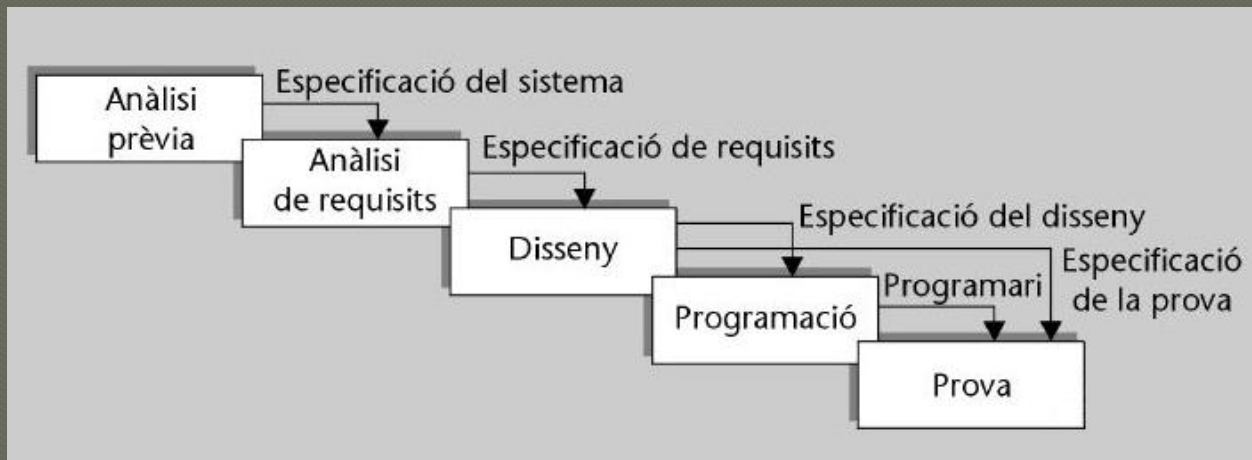 Anàlisi
prèvia
Especificació del sistema
Anàlisi
de requisits
Especificació de requisits
Disseny
Especificació del disseny
Especificació
de la prova
Programació
Programari
Prova